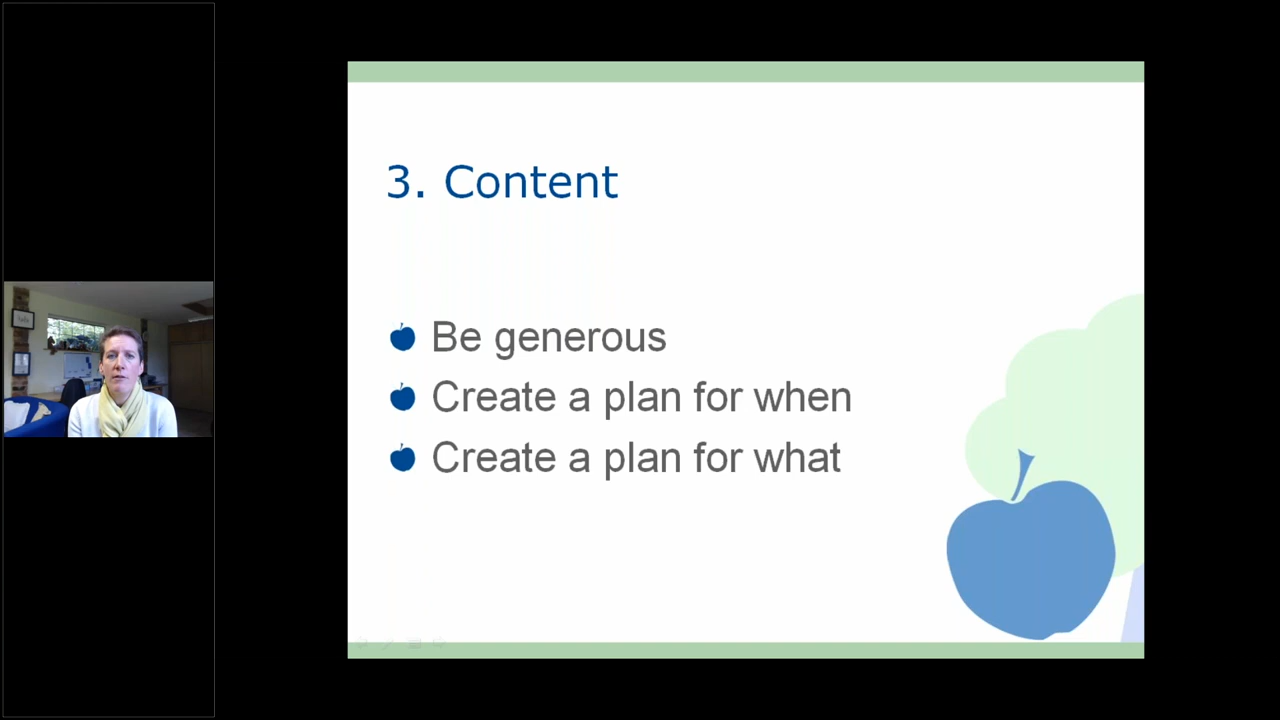 3. Content
Be generous
Create a plan for when
Create a plan for what